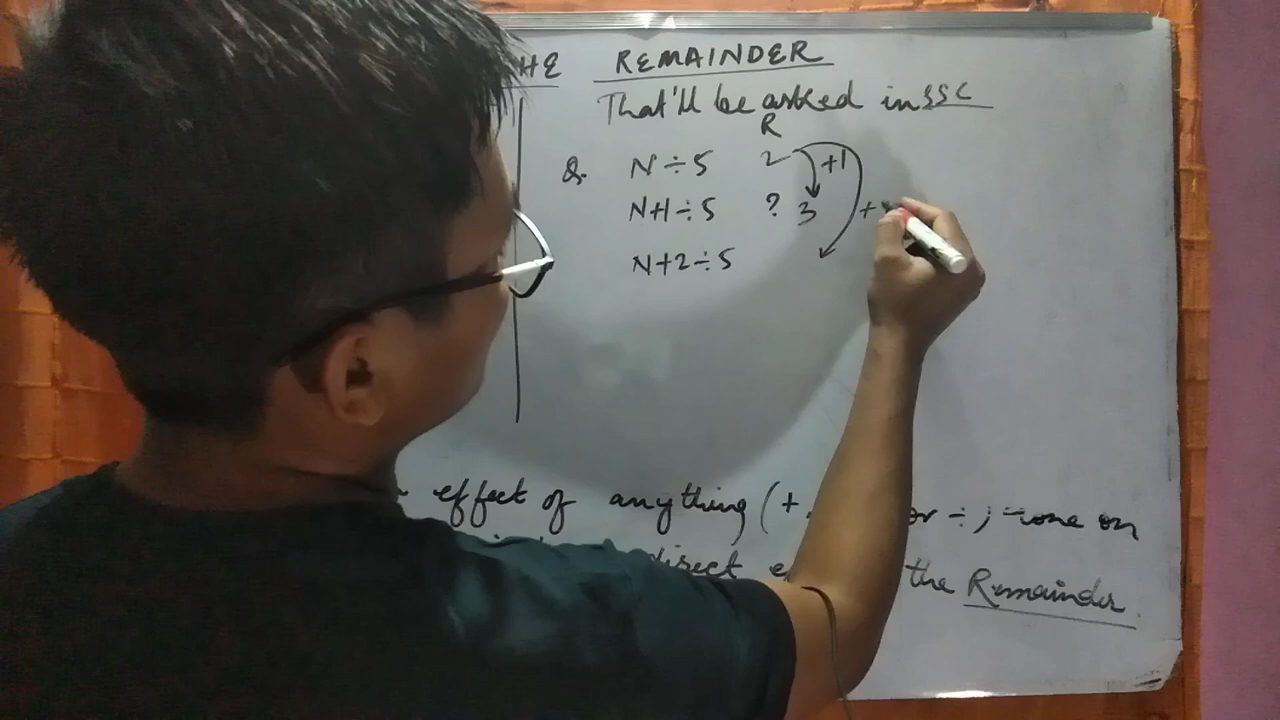 HE REMAINDER
That'll be asked in SSC
R
Q. N÷5 2 +1
N+1÷5 ? 3 +
N+2÷5
effect of anything (+, or ÷) one on
direct the Remainder.